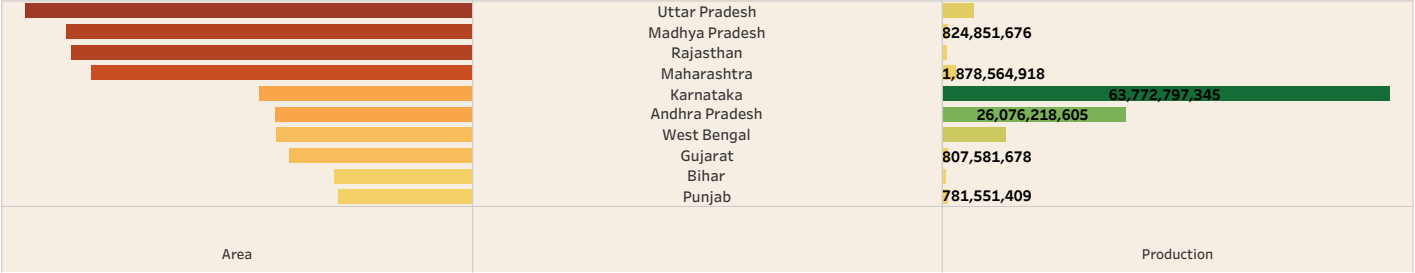 Uttar Pradesh
Madhya Pradesh 824,851,676
Rajasthan
Maharashtra 1,878,564,918
Karnataka 63,772,797,345
Andhra Pradesh 26,076,218,605
West Bengal
Gujarat 807,581,678
Bihar
Punjab 781,551,409
Area Production